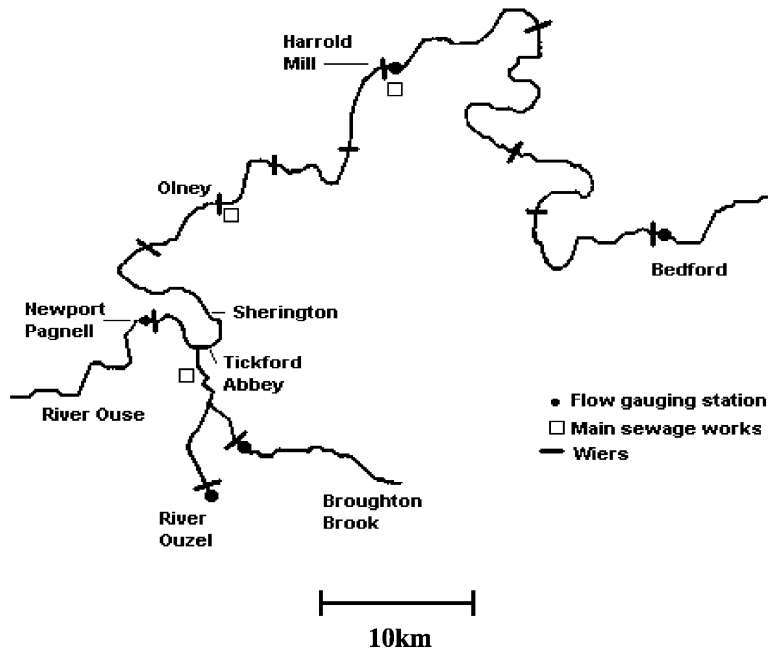 Harrold
Mill
Olney
Newport
Pagnell
Sherington
Tickford
Abbey
Bedford
River Ouse
Flow gauging station
Main sewage works
Wiers
Broughton
Brook
River
Ouzel
10km